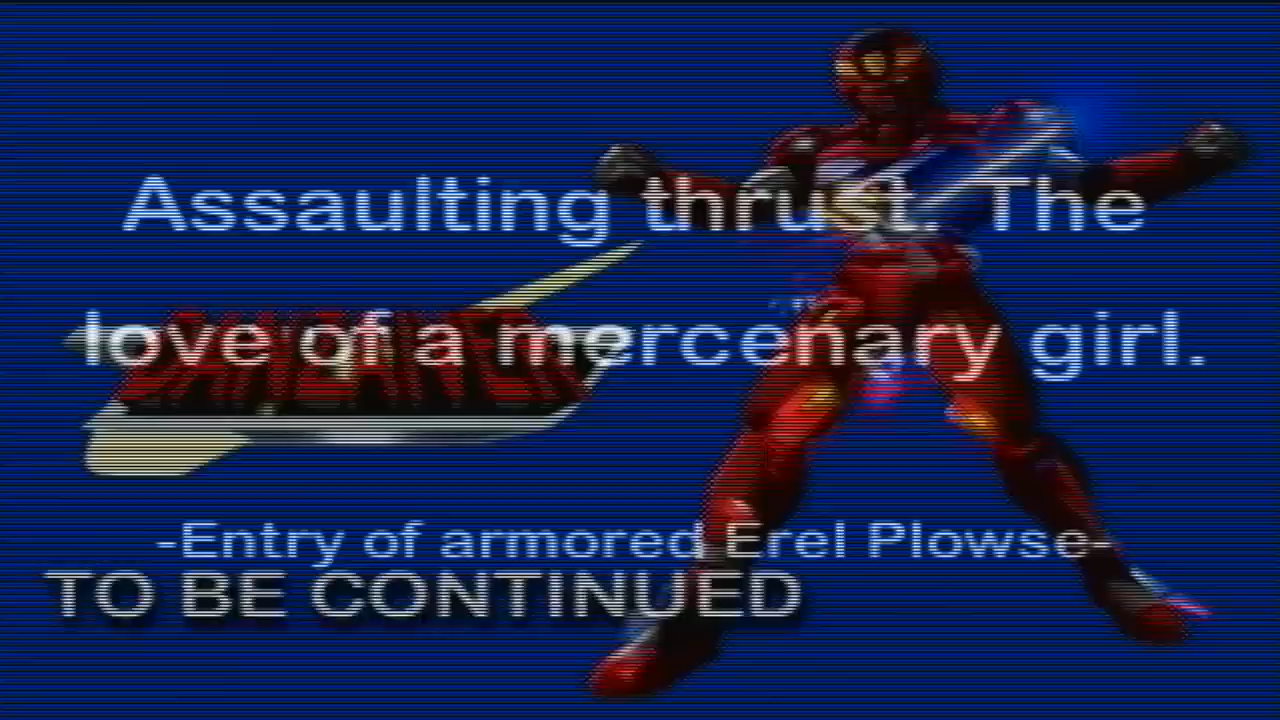 Assaulting thrust. The
love of a mercenary girl.
-Entry of armored Erel Plowse-
TO BE CONTINUED